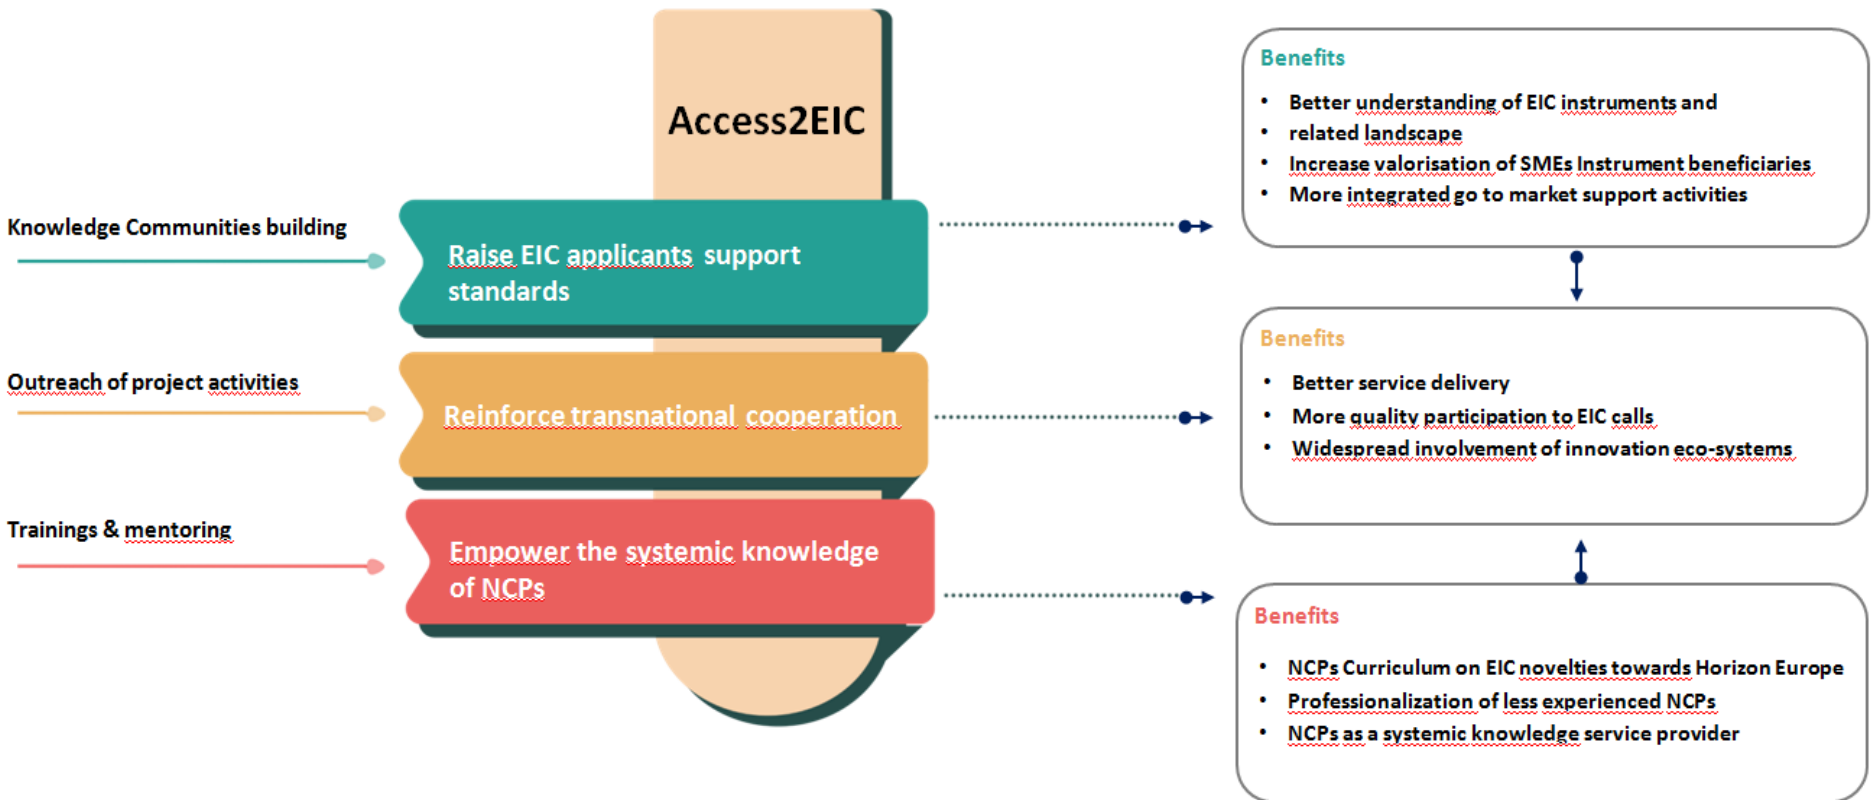 Access2EIC
Knowledge Communities building
Raise EIC applicants support
standards
Outreach of project activities
Reinforce transnational cooperation
Trainings & mentoring
Empower the systemic knowledge
of NCPs
Benefits
• Better understanding of EIC instruments and
• related landscape
• Increase valorisation of SMEs Instrument beneficiaries
• More integrated go to market support activities
Benefits
• Better service delivery
• More quality participation to EIC calls
• Widespread involvement of innovation eco-systems
Benefits
• NCPs Curriculum on EIC novelties towards Horizon Europe
• Professionalization of less experienced NCPs
• NCPs as a systemic knowledge service provider